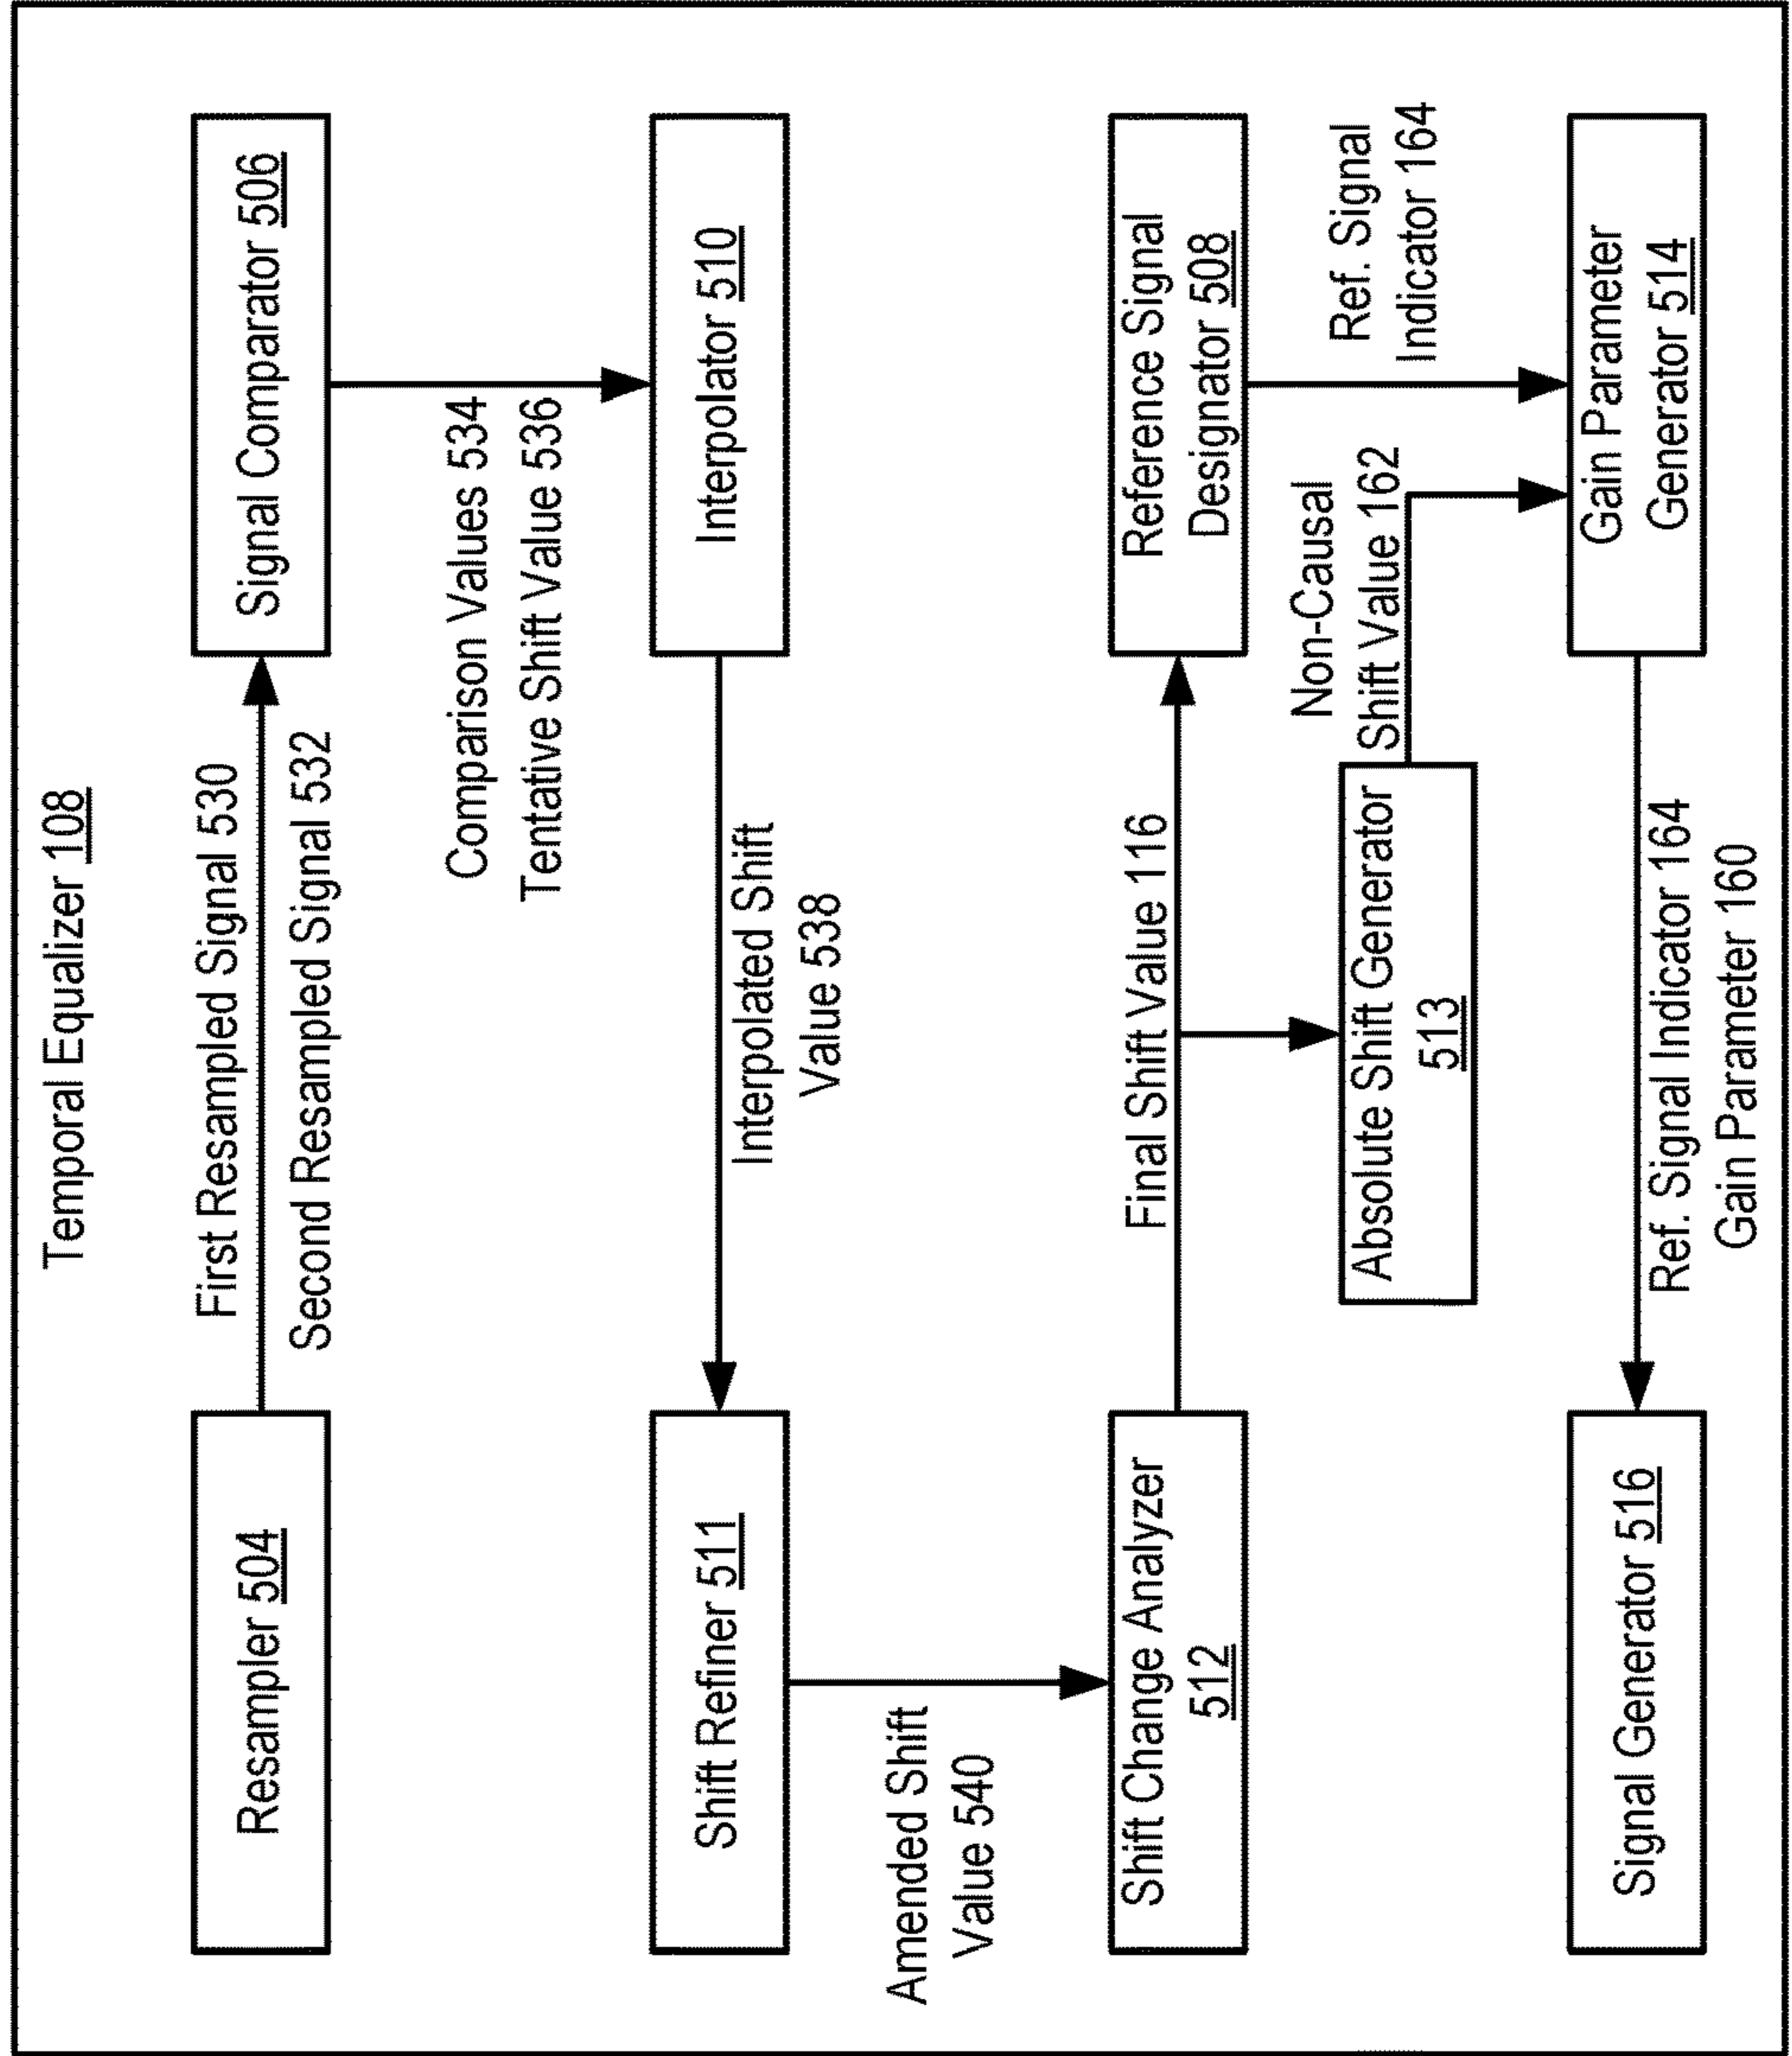 Temporal Equalizer 108
Resampler 504
First Resampled Signal 530
Second Resampled Signal 532
Signal Comparator 506
Comparison Values 534
Tentative Shift Value 536
Shift Refiner 511
Interpolated Shift
Value 538
Interpolator 510
Amended Shift
Value 540
Shift Change Analyzer
512
Final Shift Value 116
Reference Signal
Designator 508
Absolute Shift Generator
513
Non-Causal
Shift Value 162
Ref. Signal
Indicator 164
Signal Generator 516
Ref. Signal Indicator 164
Gain Parameter 160
Gain Parameter
Generator 514